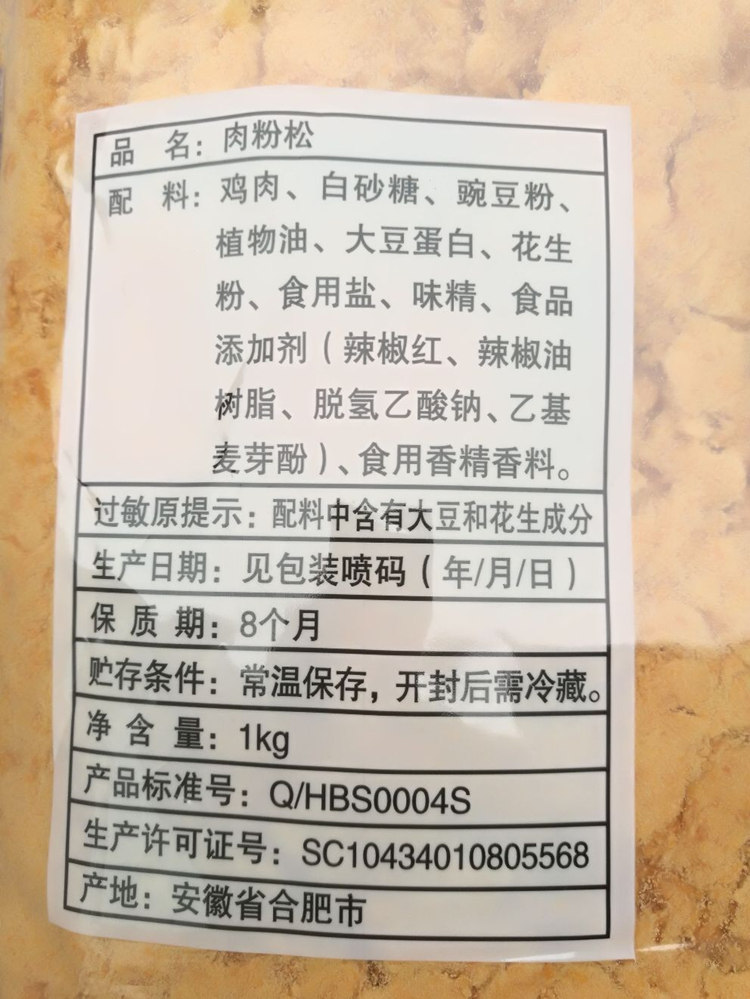 品 名：肉粉松
配 料：鸡肉、白砂糖、豌豆粉、
植物油、大豆蛋白、花生
粉、食用盐、味精、食品
添加剂（辣椒红、辣椒油
树脂、脱氢乙酸钠、乙基
麦芽酚）、食用香精香料。
过敏原提示：配料中含有大豆和花生成分
生产日期：见包装喷码（年/月/日）
保 质 期：8个月
贮存条件：常温保存，开封后需冷藏。
净 含 量：1kg
产品标准号：Q/HBS0004S
生产许可证号：SC10434010805568
产地：安徽省合肥市